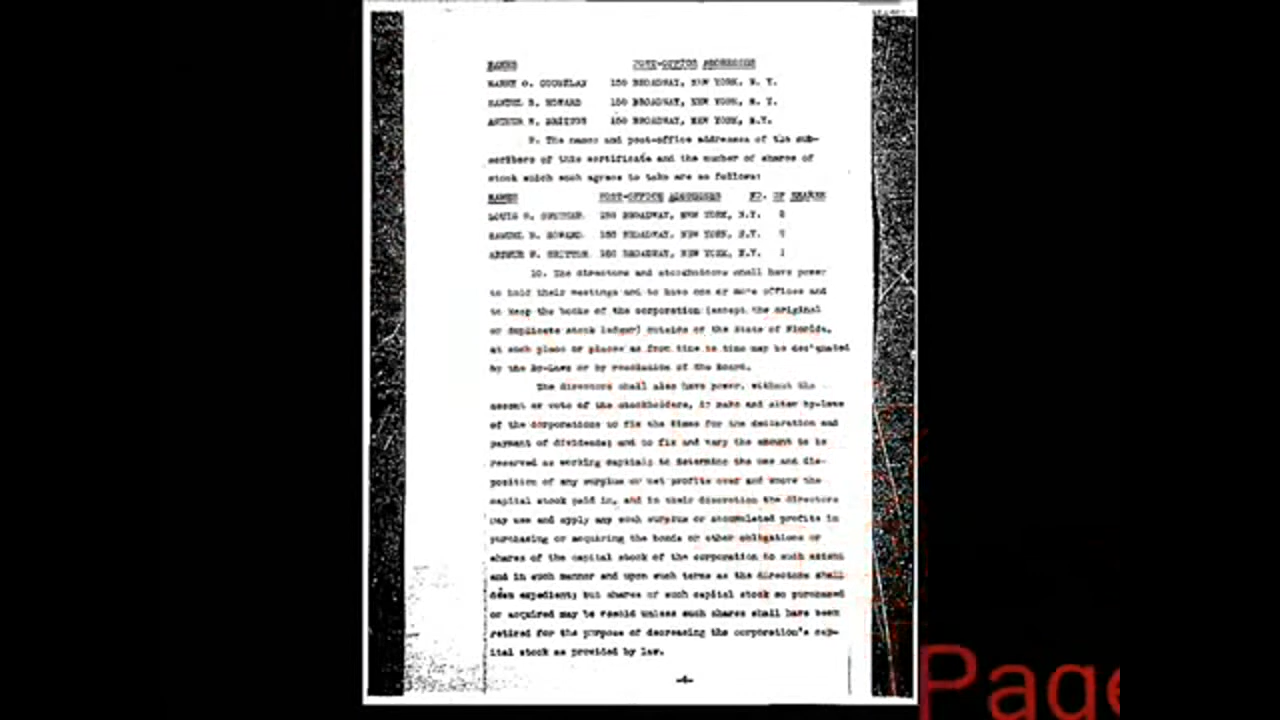 NAMES POST-OFFICE ADDRESSES
HARRY O. 150 BROADWAY, NEW YORK, N. Y.
SAMUEL B. HOWARD 150 BROADWAY, NEW YORK, N. Y.
ARTHUR W. BRITTON 150 BROADWAY, NEW YORK, N.Y.
9. The names and post-office addresses of the sub-
scribers of this certificate and the number of shares of
stock which each agrees to take are as follows:
NAMES POST-OFFICE ADDRESSES NO. OF SHARES
LOUIS 150 BROADWAY, NEW YORK, N.Y.
SAMUEL B. HOWARD 150 BROADWAY, NEW YORK, N.Y.
ARTHUR W. BRITTON 150 BROADWAY, NEW YORK, N.Y. 1
10. The directors and stockholders shall have power
to hold their meetings and to have one or more offices and
to keep the books of the corporation (except the original
or duplicate stock ledger) outside of the State of Florida,
at such place or places as from time to time may be designated
by the By-Laws or by resolution of the Board.
The directors shall also have power, without the
assent or vote of the stockholders, to make and alter by-laws
of the corporation; to fix the times for the declaration and
payment of dividends; and to fix and vary the amount to be
reserved as working capital; to determine the use and dis-
position of any surplus or net profits over and above the
capital stock paid in, and in their discretion the directors
may use and apply any such surplus or accumulated profits in
purchasing or acquiring the bonds or other obligations or
shares of the capital stock of the corporation to such extent
and in such manner and upon such terms as the directors shall
deem expedient; but shares of such capital stock so purchased
or acquired may be resold unless such shares shall have been
retired for the purpose of decreasing the corporation's cap-
ital stock as provided by law.
-4-
Page